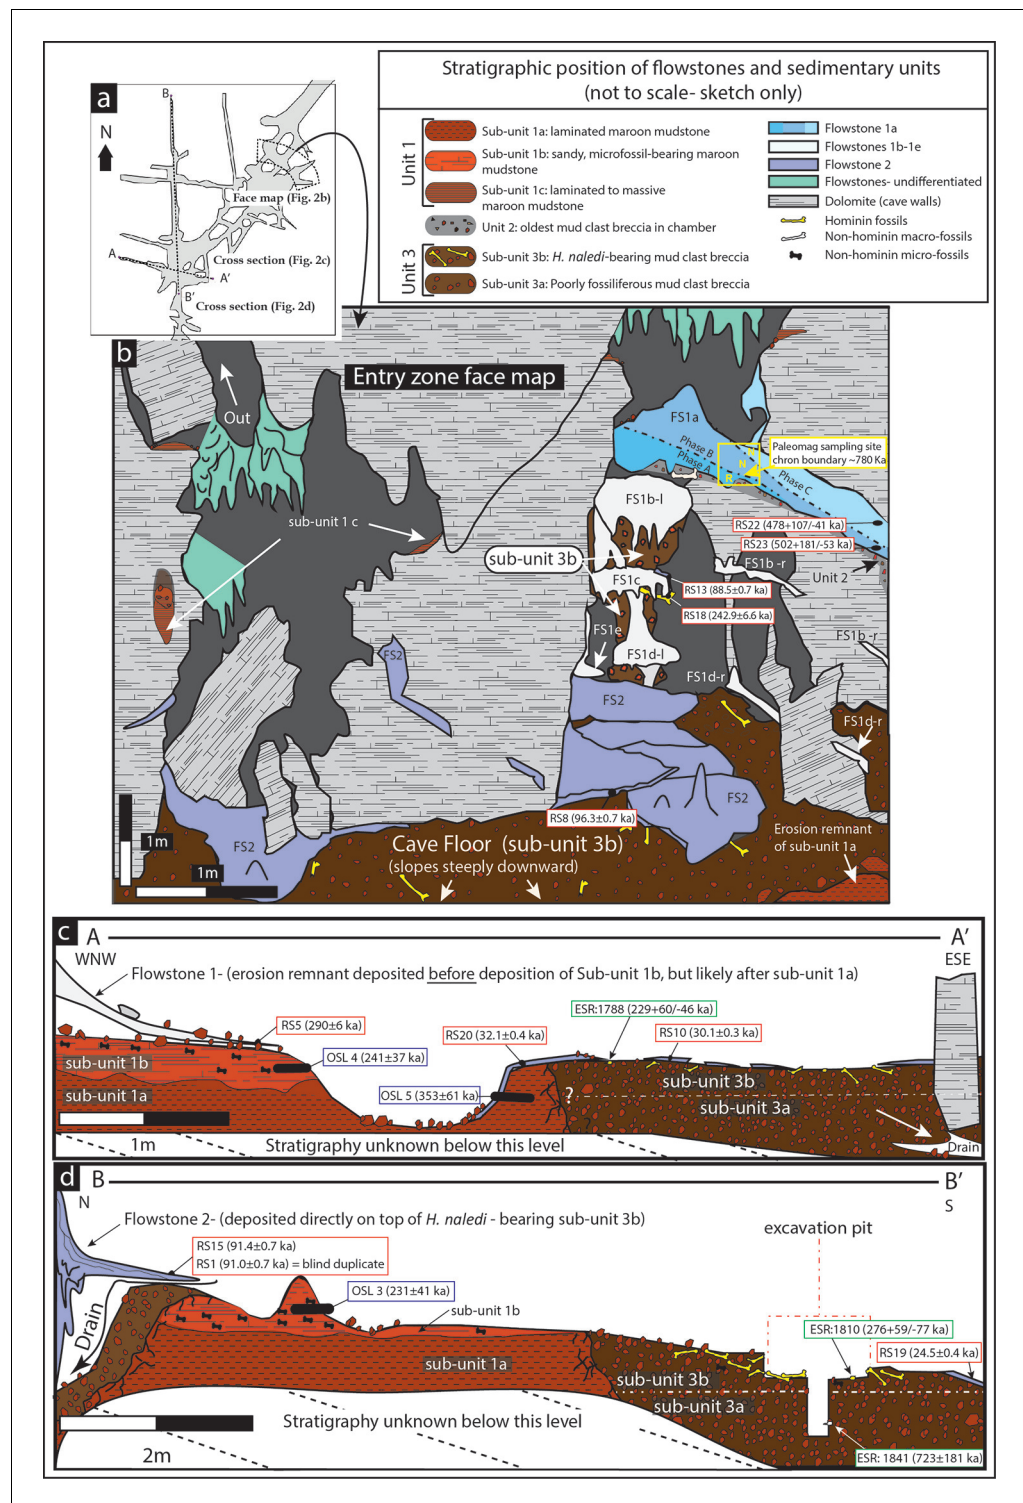 Stratigraphic position of flowstones and sedimentary units
(not to scale- sketch only)
Unit 1
Sub-unit 1a: laminated maroon mudstone
Sub-unit 1b: sandy, microfossil-bearing maroon
mudstone
Sub-unit 1c: laminated to massive
maroon mudstone
Unit 2: oldest mud clast breccia in chamber
Unit 3
Sub-unit 3b: H. naledi-bearing mud clast breccia
Sub-unit 3a: Poorly fossiliferous mud clast breccia
Flowstone 1a
Flowstones 1b-1e
Flowstone 2
Flowstones- undifferentiated
Dolomite (cave walls)
Hominin fossils
Non-hominin macro-fossils
Non-hominin micro-fossils
a
B
N
Face map (Fig. 2b)
A
Cross section (Fig. 2c)
A'
B'
Cross section (Fig. 2d)
b
Entry zone face map
Out
FS1a
Phase B
Phase A
Phase C
N
N
R
Paleomag sampling site
chron boundary ~780 Ka
FS1b-l
sub-unit 1 c
RS22 (478+107/-41 ka)
RS23 (502+181/-53 ka)
sub-unit 3b
FS1b -r
Unit 2
FS1c
RS13 (88.5±0.7 ka)
RS18 (242.9±6.6 ka)
FS1e
FS1b -r
FS2
FS1d-l
FS1d-r
FS2
FS1d-r
FS2
RS8 (96.3±0.7 ka)
FS2
Cave Floor (sub-unit 3b)
(slopes steeply downward)
Erosion remnant
of sub-unit 1a
1m
1m
c
A
A'
WNW
ESE
Flowstone 1- (erosion remnant deposited before deposition of Sub-unit 1b, but likely after sub-unit 1a)
ESR:1788 (229+60/-46 ka)
RS5 (290±6 ka)
RS20 (32.1±0.4 ka)
RS10 (30.1±0.3 ka)
OSL 4 (241±37 ka)
sub-unit 1b
sub-unit 3b
sub-unit 1a
OSL 5 (353±61 ka)
?
sub-unit 3a
1m
Stratigraphy unknown below this level
Drain
d
B
B'
N
S
Flowstone 2- (deposited directly on top of H. naledi - bearing sub-unit 3b)
excavation pit
RS15 (91.4±0.7 ka)
RS1 (91.0±0.7 ka) = blind duplicate
OSL 3 (231±41 ka)
Drain
sub-unit 1b
ESR:1810 (276+59/-77 ka)
RS19 (24.5±0.4 ka)
sub-unit 1a
sub-unit 3b
sub-unit 3a
Stratigraphy unknown below this level
2m
ESR: 1841 (723±181 ka)